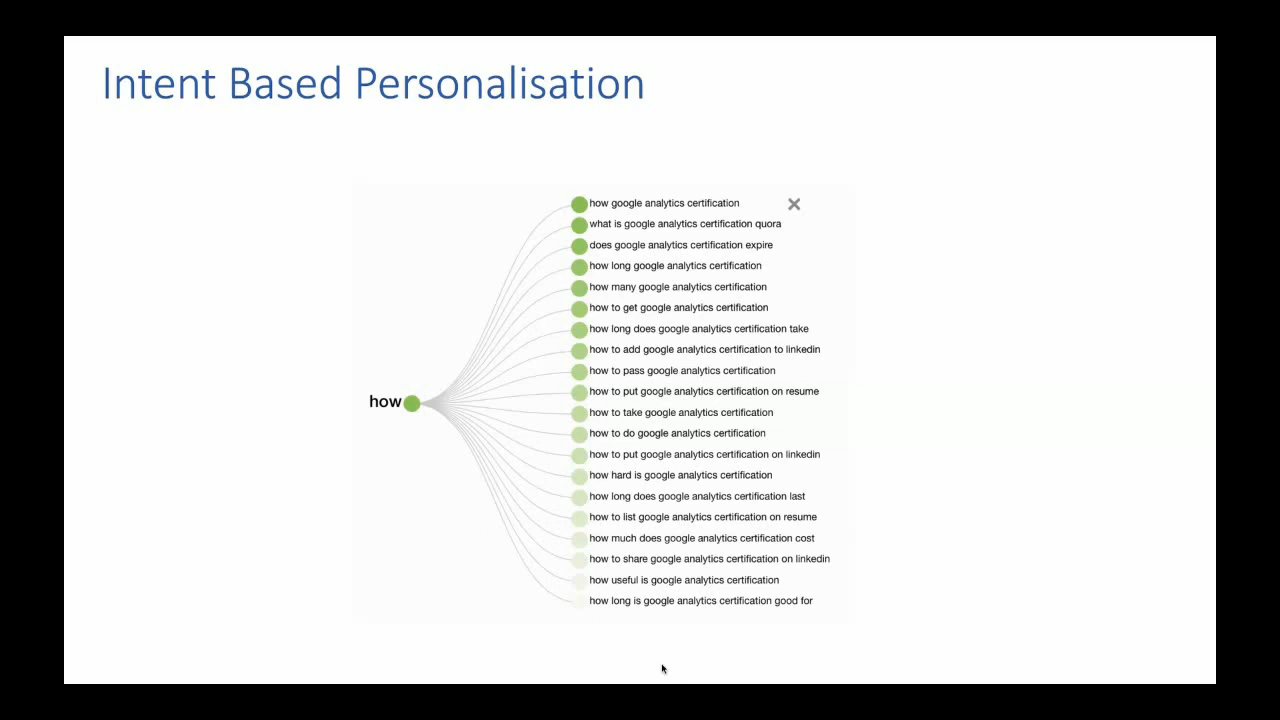 Intent Based Personalisation
how google analytics certification
what is google analytics certification quora
does google analytics certification expire
how long google analytics certification
how many google analytics certification
how to get google analytics certification
how long does google analytics certification take
how to add google analytics certification to linkedin
how to pass google analytics certification
how to put google analytics certification on resume
how
how to take google analytics certification
how to do google analytics certification
how to put google analytics certification on linkedin
how hard is google analytics certification
how long does google analytics certification last
how to list google analytics certification on resume
how much does google analytics certification cost
how to share google analytics certification on linkedin
how useful is google analytics certification
how long is google analytics certification good for